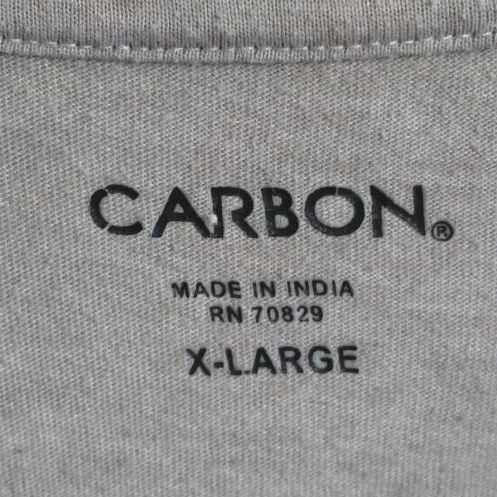 CARBON®
MADE IN INDIA
RN 70829
X-LARGE